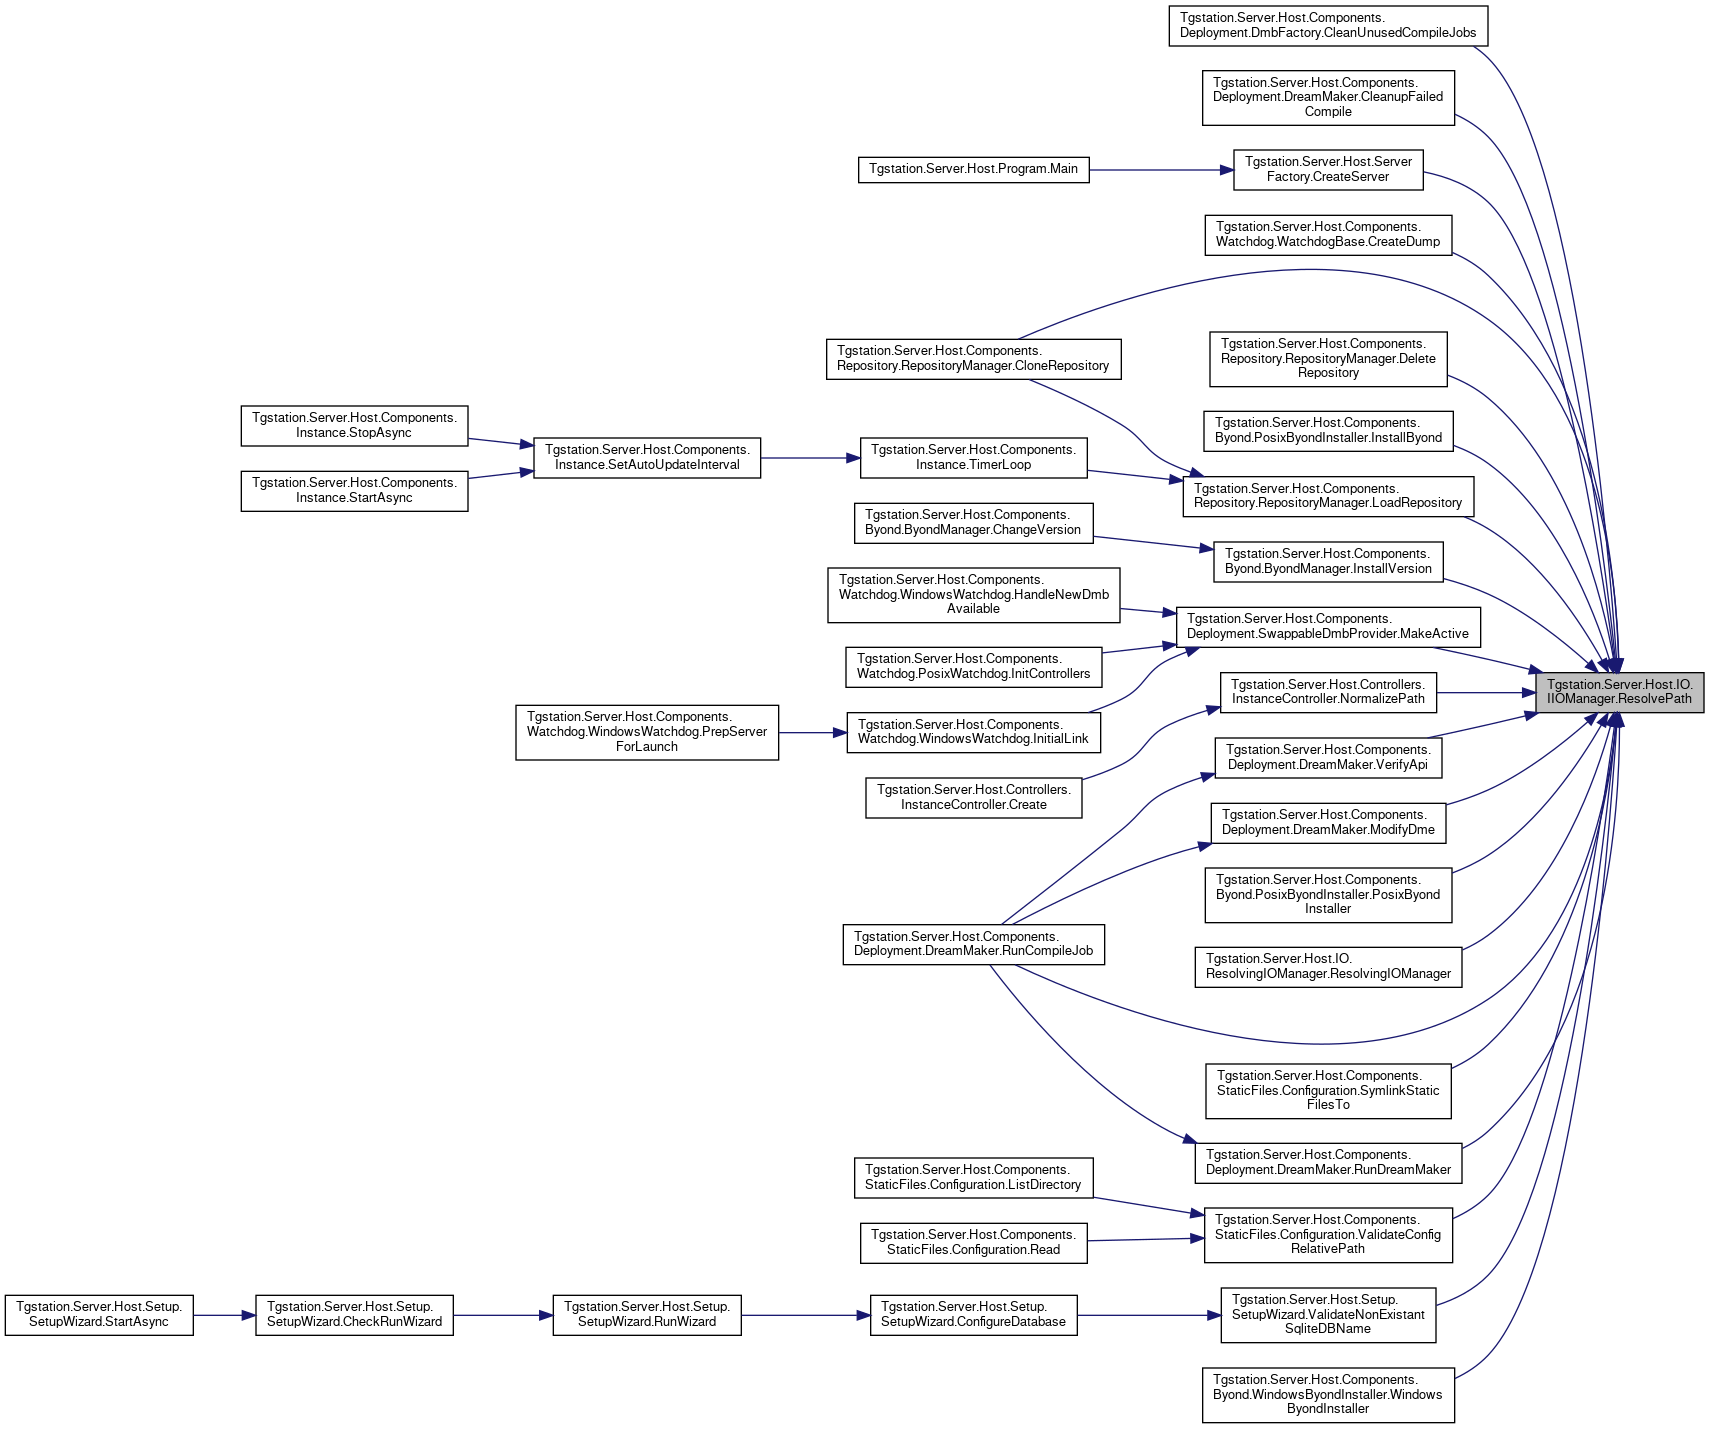 Tgstation.Server.Host.Components.
Deployment.DmbFactory.CleanUnusedCompileJobs
Tgstation.Server.Host.Components.
Deployment.DreamMaker.CleanupFailed
Compile
Tgstation.Server.Host.Program.Main
Tgstation.Server.Host.Server
Factory.CreateServer
Tgstation.Server.Host.Components.
Watchdog.WatchdogBase.CreateDump
Tgstation.Server.Host.Components.
Repository.RepositoryManager.CloneRepository
Tgstation.Server.Host.Components.
Repository.RepositoryManager.Delete
Repository
Tgstation.Server.Host.Components.
Instance.StopAsync
Tgstation.Server.Host.Components.
Instance.StartAsync
Tgstation.Server.Host.Components.
Instance.SetAutoUpdateInterval
Tgstation.Server.Host.Components.
Instance.TimerLoop
Tgstation.Server.Host.Components.
Byond.PosixByondInstaller.InstallByond
Tgstation.Server.Host.Components.
Repository.RepositoryManager.LoadRepository
Tgstation.Server.Host.Components.
Byond.ByondManager.ChangeVersion
Tgstation.Server.Host.Components.
Byond.ByondManager.InstallVersion
Tgstation.Server.Host.Components.
Watchdog.WindowsWatchdog.HandleNewDmb
Available
Tgstation.Server.Host.Components.
Deployment.SwappableDmbProvider.MakeActive
Tgstation.Server.Host.Components.
Watchdog.PosixWatchdog.InitControllers
Tgstation.Server.Host.Controllers.
InstanceController.NormalizePath
Tgstation.Server.Host.IO.
IIOManager.ResolvePath
Tgstation.Server.Host.Components.
Watchdog.WindowsWatchdog.PrepServer
ForLaunch
Tgstation.Server.Host.Components.
Watchdog.WindowsWatchdog.InitialLink
Tgstation.Server.Host.Components.
Deployment.DreamMaker.VerifyApi
Tgstation.Server.Host.Controllers.
InstanceController.Create
Tgstation.Server.Host.Components.
Deployment.DreamMaker.ModifyDme
Tgstation.Server.Host.Components.
Byond.PosixByondInstaller.PosixByond
Installer
Tgstation.Server.Host.Components.
Deployment.DreamMaker.RunCompileJob
Tgstation.Server.Host.IO.
ResolvingIOManager.ResolvingIOManager
Tgstation.Server.Host.Components.
StaticFiles.Configuration.SymlinkStatic
FilesTo
Tgstation.Server.Host.Components.
Deployment.DreamMaker.RunDreamMaker
Tgstation.Server.Host.Components.
StaticFiles.Configuration.ListDirectory
Tgstation.Server.Host.Components.
StaticFiles.Configuration.Read
Tgstation.Server.Host.Components.
StaticFiles.Configuration.ValidateConfig
RelativePath
Tgstation.Server.Host.Setup.
SetupWizard.StartAsync
Tgstation.Server.Host.Setup.
SetupWizard.CheckRunWizard
Tgstation.Server.Host.Setup.
SetupWizard.RunWizard
Tgstation.Server.Host.Setup.
SetupWizard.ConfigureDatabase
Tgstation.Server.Host.Setup.
SetupWizard.ValidateNonExistant
SqliteDBName
Tgstation.Server.Host.Components.
Byond.WindowsByondInstaller.Windows
ByondInstaller